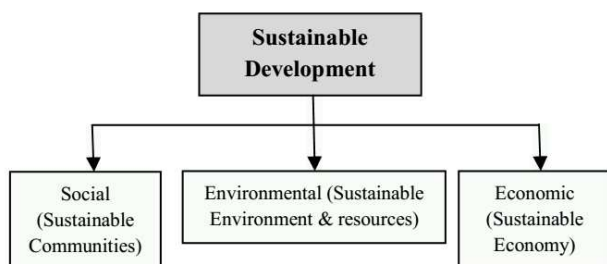 Sustainable
Development
Social
(Sustainable
Communities)
Environmental (Sustainable
Environment & resources)
Economic
(Sustainable
Economy)